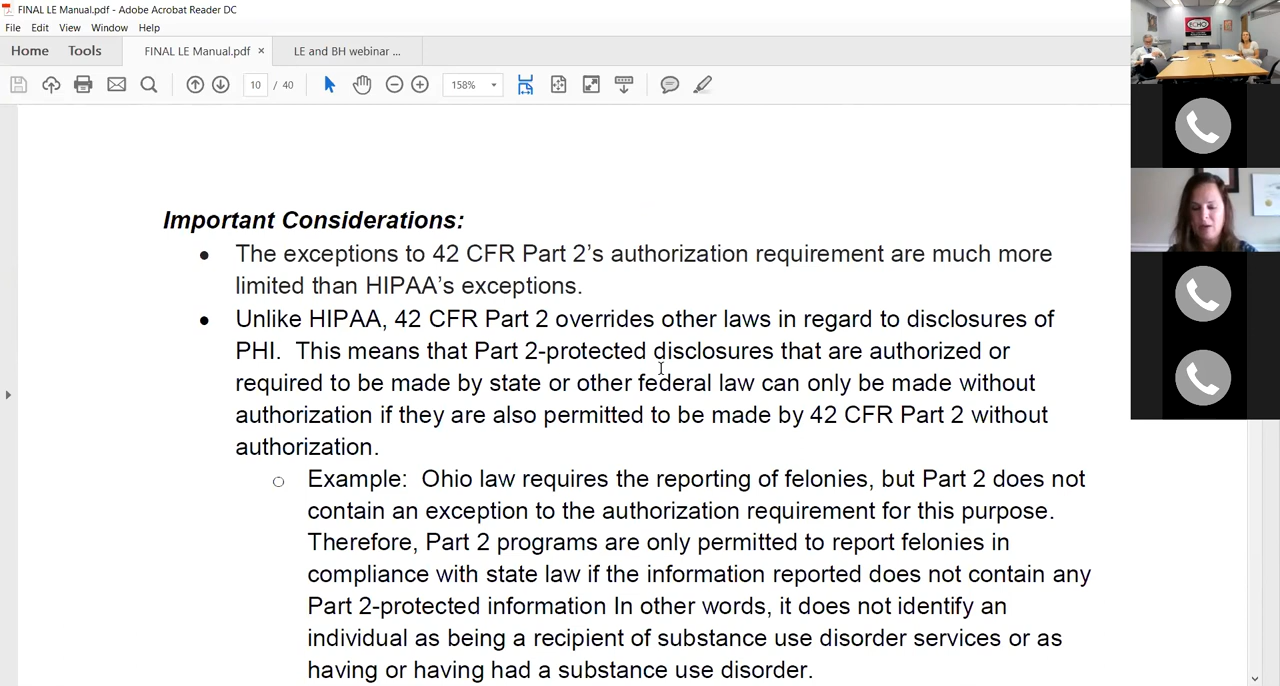 FINAL LE Manual.pdf - Adobe Acrobat Reader DC
File Edit View Window Help
Home Tools FINAL LE Manual.pdf × LE and BH webinar ...
10 / 40 158%
ECHO
Important Considerations:
• The exceptions to 42 CFR Part 2’s authorization requirement are much more
limited than HIPAA’s exceptions.
• Unlike HIPAA, 42 CFR Part 2 overrides other laws in regard to disclosures of
PHI.  This means that Part 2-protected disclosures that are authorized or
required to be made by state or other federal law can only be made without
authorization if they are also permitted to be made by 42 CFR Part 2 without
authorization.
○ Example:  Ohio law requires the reporting of felonies, but Part 2 does not
contain an exception to the authorization requirement for this purpose.
Therefore, Part 2 programs are only permitted to report felonies in
compliance with state law if the information reported does not contain any
Part 2-protected information In other words, it does not identify an
individual as being a recipient of substance use disorder services or as
having or having had a substance use disorder.